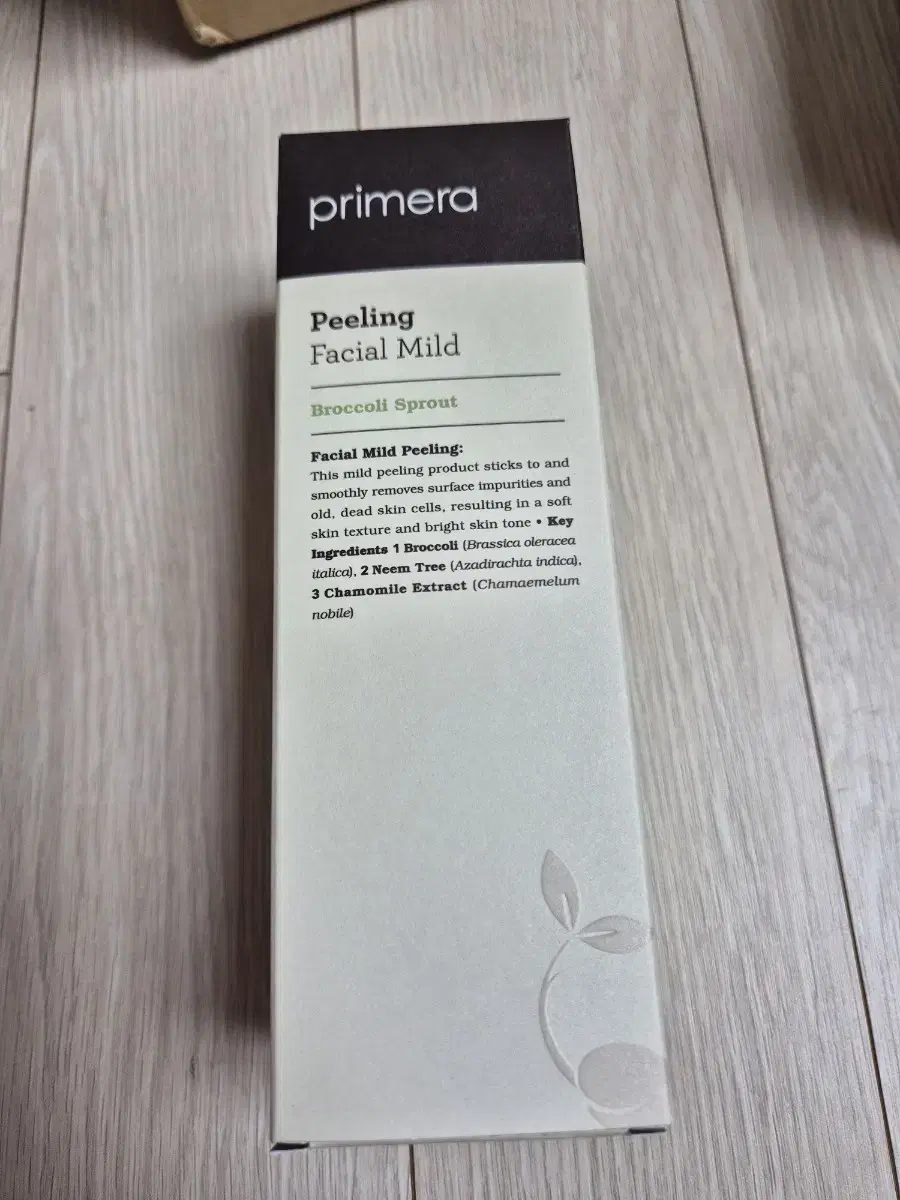 primera
Peeling
Facial Mild
Broccoli Sprout
Facial Mild Peeling:
This mild peeling product sticks to and
smoothly removes surface impurities and
old, dead skin cells, resulting in a soft
skin texture and bright skin tone • Key
Ingredients 1 Broccoli (Brassica oleracea
italica), 2 Neem Tree (Azadirachta indica),
3 Chamomile Extract (Chamaemelum
nobile)